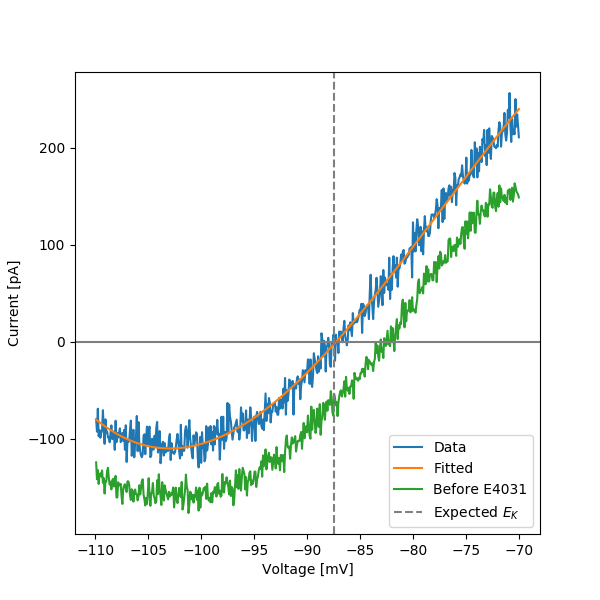 200
100
0
−100
−110
−105
−100
−95
−90
−85
−80
−75
−70
Current [pA]
Voltage [mV]
Data
Fitted
Before E4031
Expected E_K